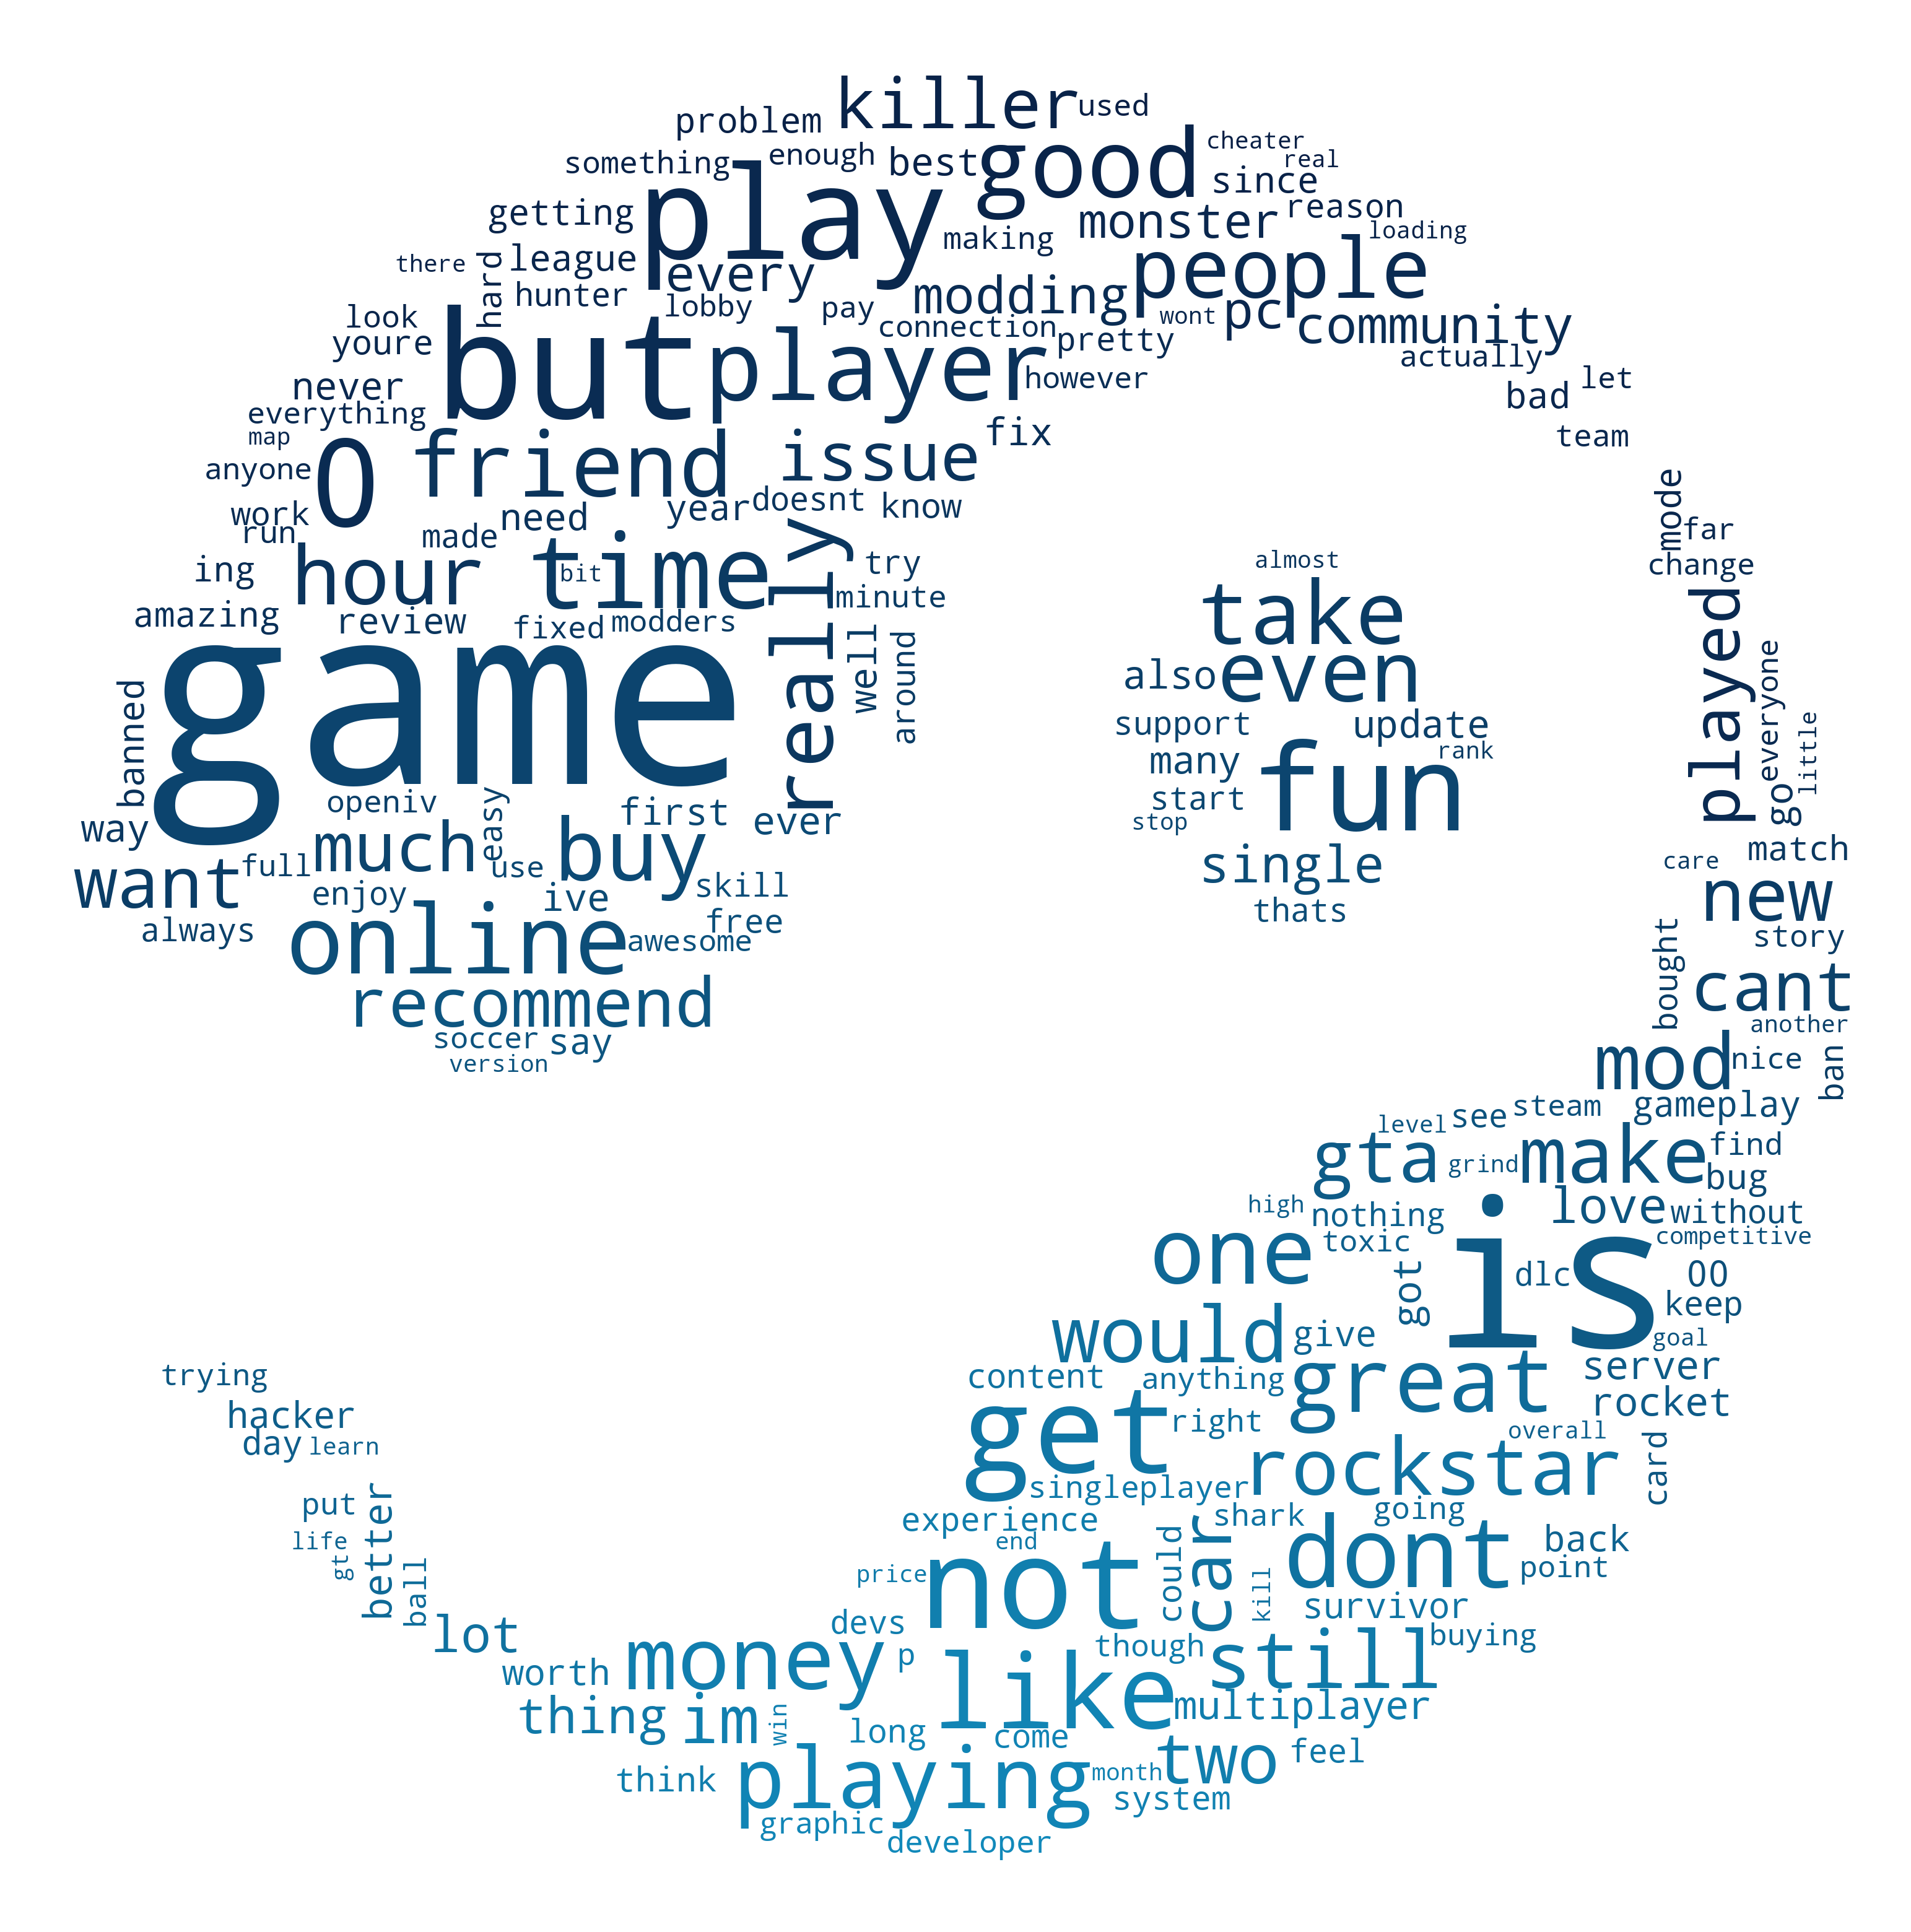 killer
used
problem
cheater
good
something
enough
best
real
since
play
getting
monster
reason
making
loading
there
hard
league
every
people
hunter
lobby
pay
modding
wont
pc
community
look
youre
but
player
connection
pretty
actually
never
however
bad
let
everything
map
O
friend
issue
fix
team
anyone
work
run
made
need
year
doesnt
know
mode
far
ing
hour
time
bit
really
try
minute
almost
change
amazing
review
fixed
modders
take
played
game
well
around
also
even
everyone
banned
support
update
little
many
rank
fun
go
way
openiv
easy
first
ever
start
stop
want
full
much
use
buy
skill
single
care
match
enjoy
ive
free
thats
new
always
online
awesome
bought
story
recommend
cant
soccer
say
another
version
mod
nice
ban
level
see
steam
gameplay
gta
grind
make
find
bug
high
nothing
love
without
one
toxic
is
competitive
got
dlc
OO
keep
would
give
goal
trying
content
anything
great
server
hacker
get
right
rocket
day
learn
overall
rockstar
card
singleplayer
put
better
experience
shark
going
life
end
could
car
dont
back
gt
ball
price
not
kill
point
devs
survivor
lot
though
still
buying
worth
money
p
like
multiplayer
thing
im
win
long
come
two
feel
think
playing
month
system
graphic
developer